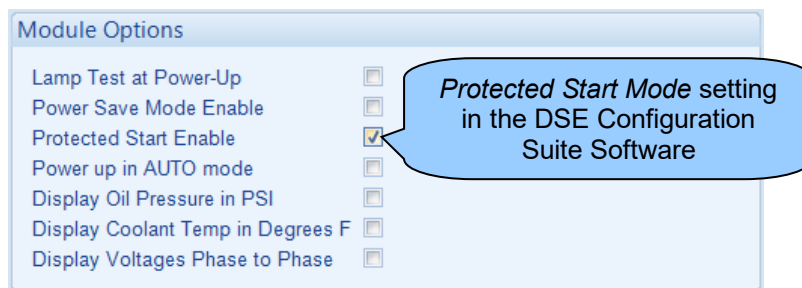 Module Options
Lamp Test at Power-Up
Power Save Mode Enable
Protected Start Enable
Power up in AUTO mode
Display Oil Pressure in PSI
Display Coolant Temp in Degrees F
Display Voltages Phase to Phase
Protected Start Mode setting
in the DSE Configuration
Suite Software